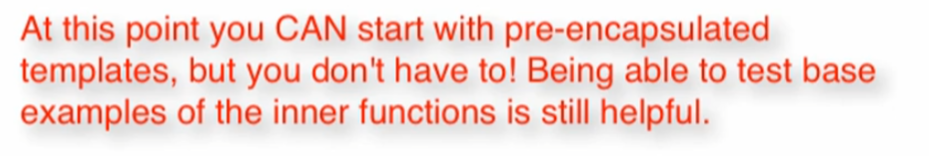 At this point you CAN start with pre-encapsulated
templates, but you don't have to! Being able to test base
examples of the inner functions is still helpful.